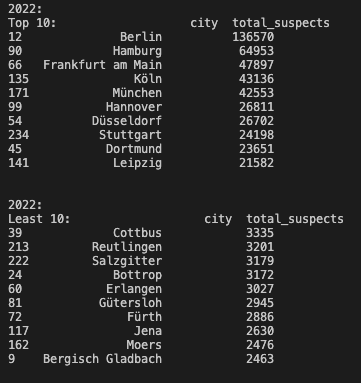 2022:
Top 10: city total_suspects
12 Berlin 136570
90 Hamburg 64953
66 Frankfurt am Main 47897
135 Köln 43136
171 München 42553
99 Hannover 26811
54 Düsseldorf 26702
234 Stuttgart 24198
45 Dortmund 23651
141 Leipzig 21582
2022:
Least 10: city total_suspects
39 Cottbus 3335
213 Reutlingen 3201
222 Salzgitter 3179
24 Bottrop 3172
60 Erlangen 3027
81 Gütersloh 2945
72 Fürth 2886
117 Jena 2630
162 Moers 2476
9 Bergisch Gladbach 2463